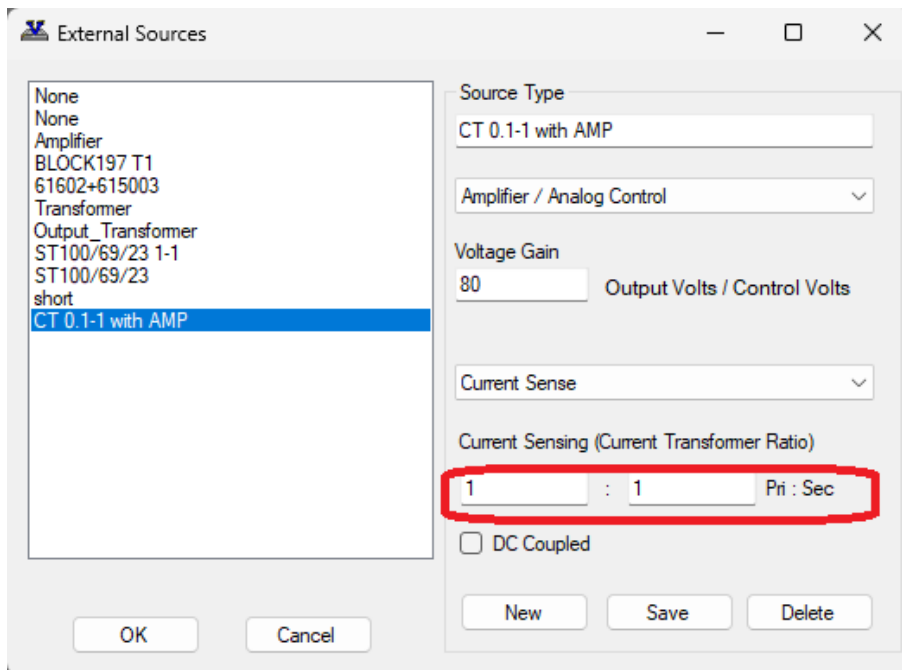 External Sources
None
None
Amplifier
BLOCK197 T1
61602+615003
Transformer
Output_Transformer
ST100/69/23 1-1
ST100/69/23
short
CT 0.1-1 with AMP
OK
Cancel
Source Type
CT 0.1-1 with AMP
Amplifier / Analog Control
Voltage Gain
80 Output Volts / Control Volts
Current Sense
Current Sensing (Current Transformer Ratio)
1 : 1 Pri : Sec
DC Coupled
New Save Delete